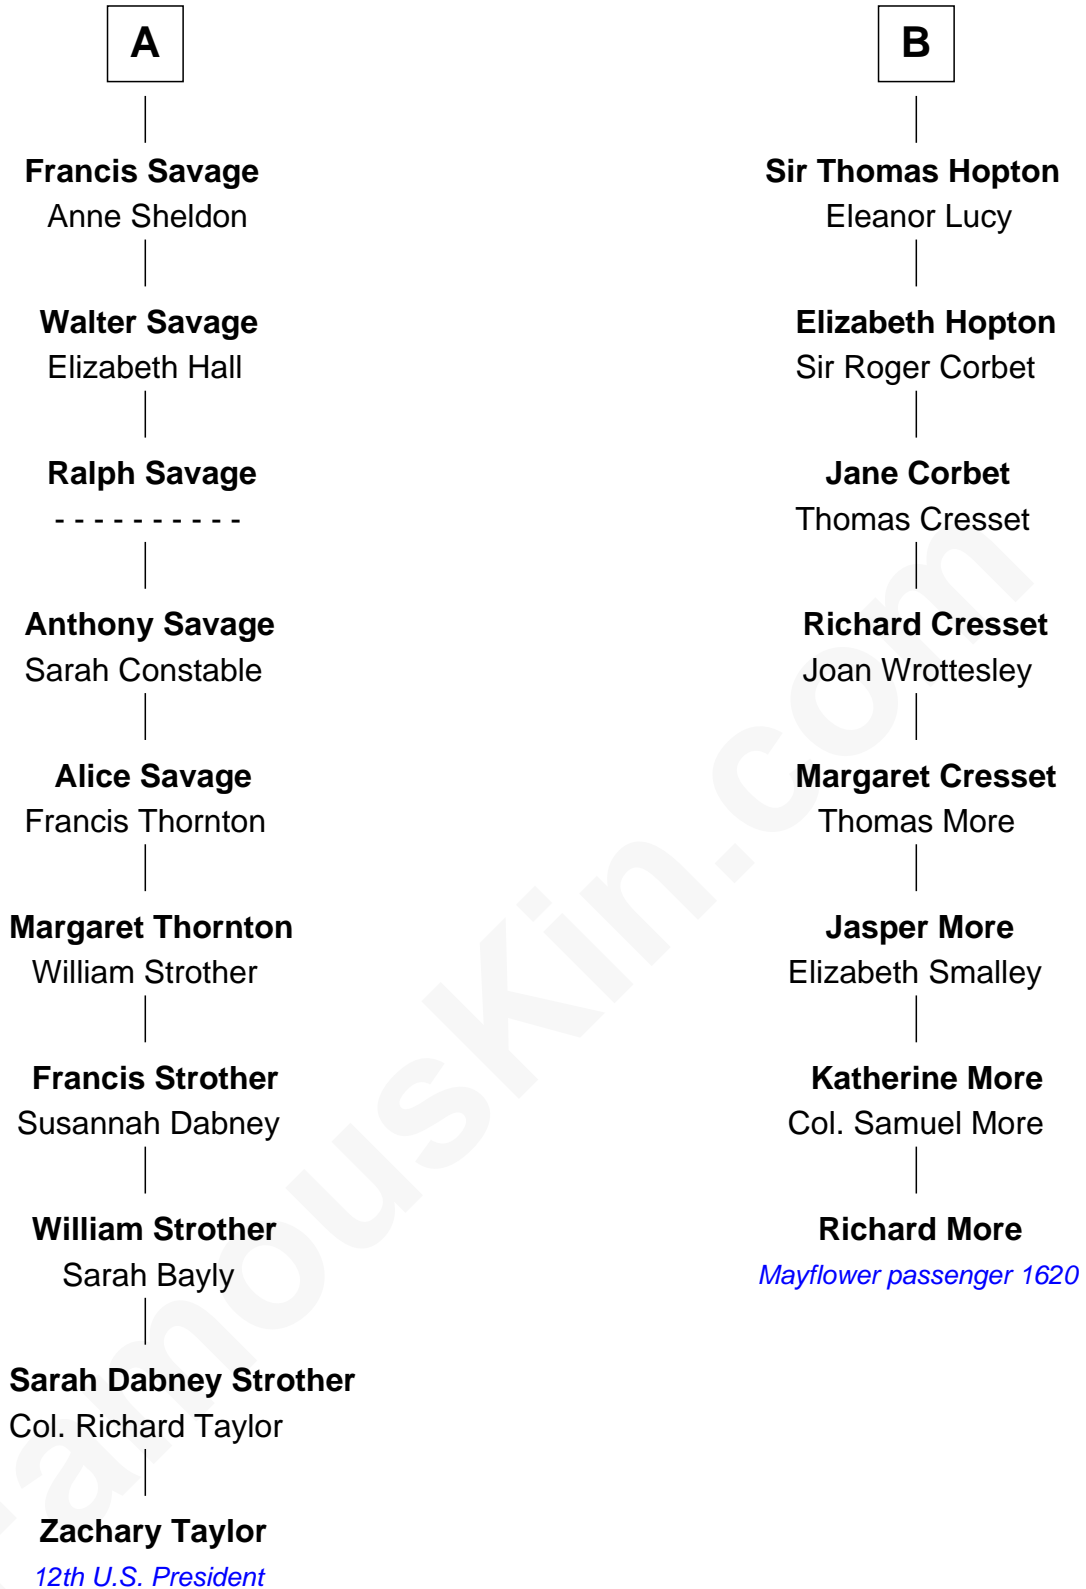 A
Francis Savage
Anne Sheldon
Walter Savage
Elizabeth Hall
Ralph Savage
- - - - - - - - - -
Anthony Savage
Sarah Constable
Alice Savage
Francis Thornton
Margaret Thornton
William Strother
Francis Strother
Susannah Dabney
William Strother
Sarah Bayly
Sarah Dabney Strother
Col. Richard Taylor
Zachary Taylor
12th U.S. President
B
Sir Thomas Hopton
Eleanor Lucy
Elizabeth Hopton
Sir Roger Corbet
Jane Corbet
Thomas Cresset
Richard Cresset
Joan Wrottesley
Margaret Cresset
Thomas More
Jasper More
Elizabeth Smalley
Katherine More
Col. Samuel More
Richard More
Mayflower passenger 1620
FamousKin.com